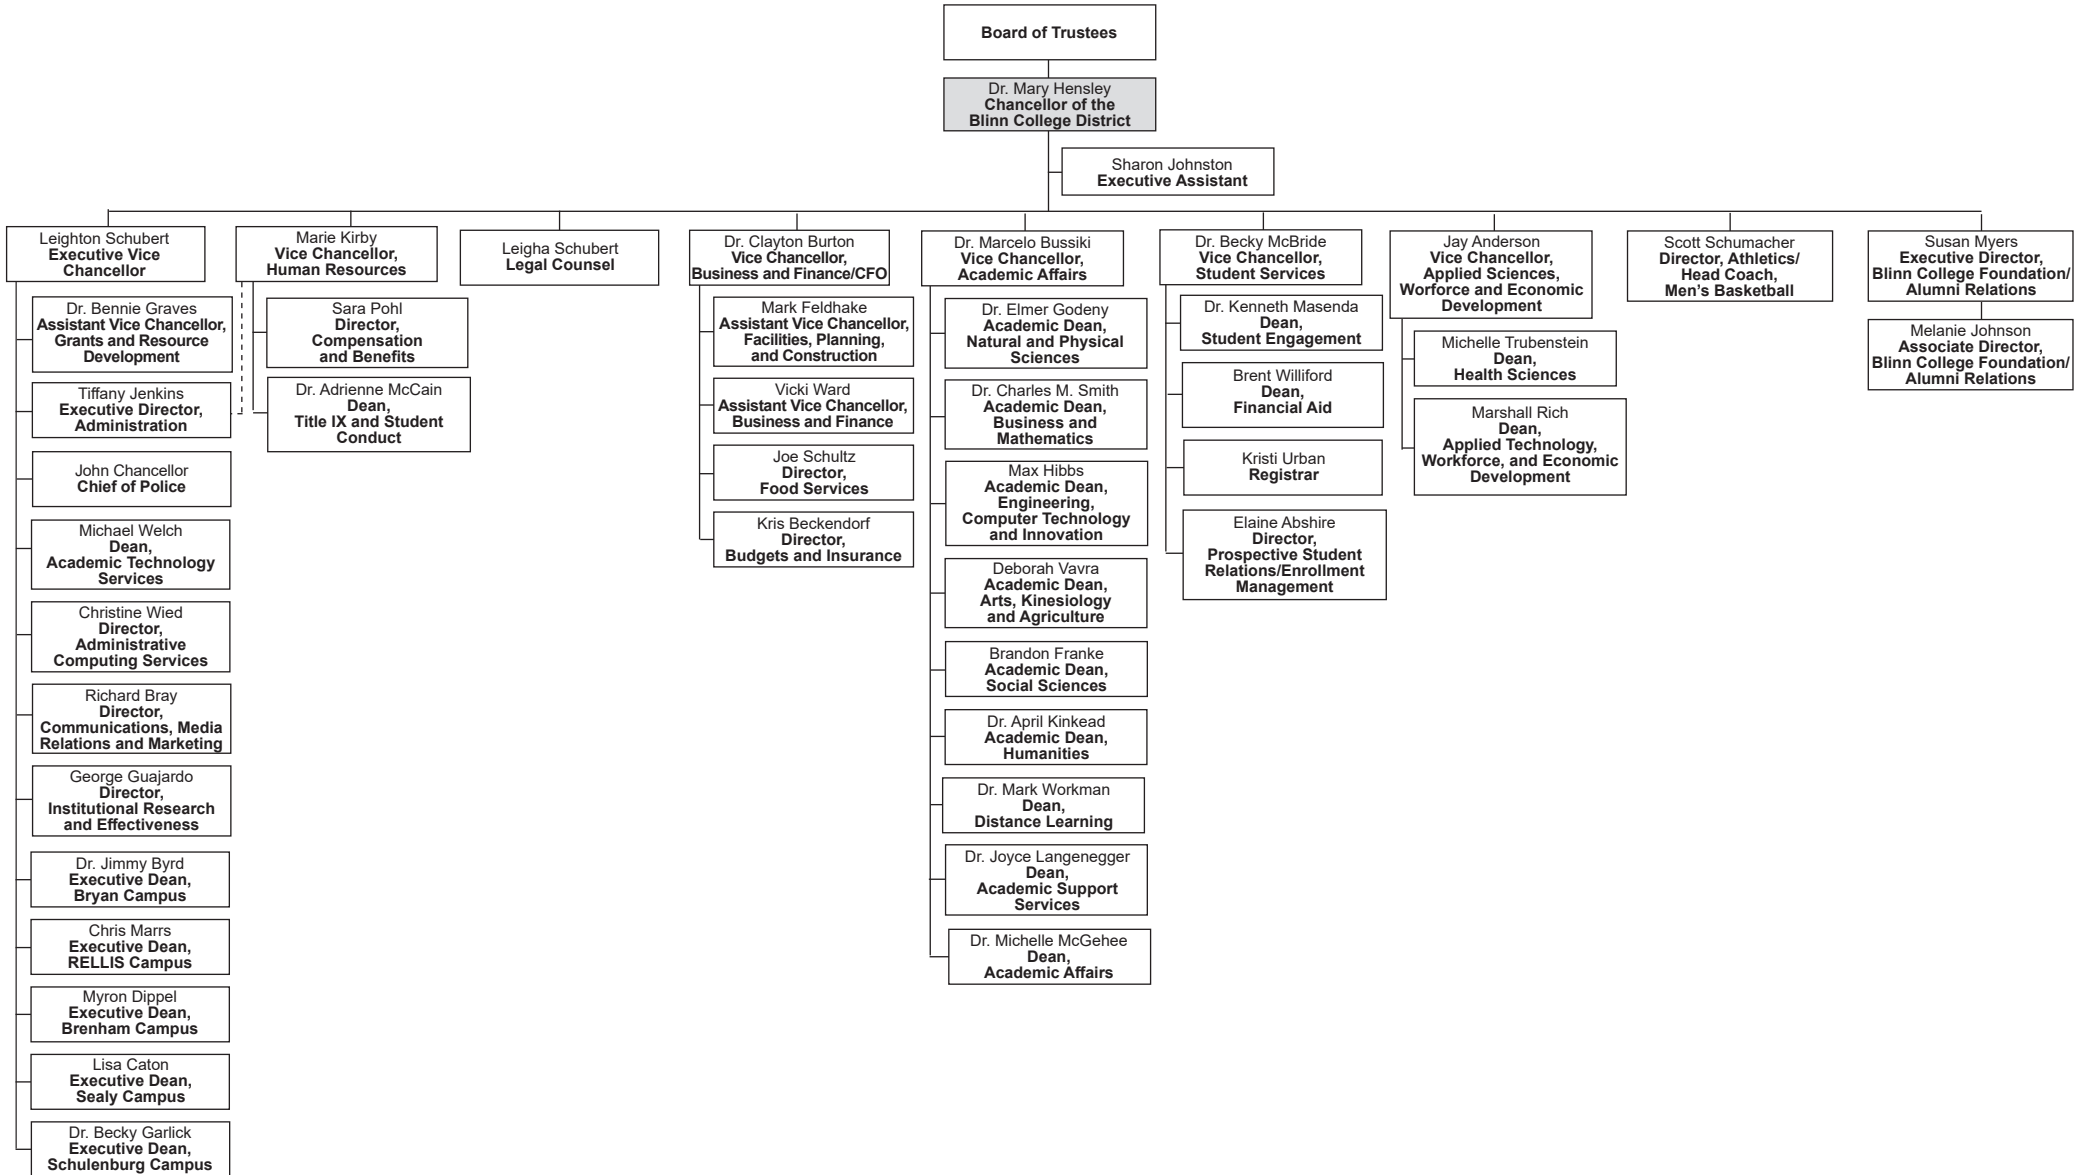 Board of Trustees
Dr. Mary Hensley
Chancellor of the
Blinn College District
Sharon Johnston
Executive Assistant
Leighton Schubert
Executive Vice
Chancellor
Dr. Bennie Graves
Assistant Vice Chancellor,
Grants and Resource
Development
Tiffany Jenkins
Executive Director,
Administration
John Chancellor
Chief of Police
Michael Welch
Dean,
Academic Technology
Services
Christine Wied
Director,
Administrative
Computing Services
Richard Bray
Director,
Communications, Media
Relations and Marketing
George Guajardo
Director,
Institutional Research
and Effectiveness
Dr. Jimmy Byrd
Executive Dean,
Bryan Campus
Chris Marrs
Executive Dean,
RELLIS Campus
Myron Dippel
Executive Dean,
Brenham Campus
Lisa Caton
Executive Dean,
Sealy Campus
Dr. Becky Garlick
Executive Dean,
Schulenburg Campus
Marie Kirby
Vice Chancellor,
Human Resources
Sara Pohl
Director,
Compensation
and Benefits
Dr. Adrienne McCain
Dean,
Title IX and Student
Conduct
Leigha Schubert
Legal Counsel
Dr. Clayton Burton
Vice Chancellor,
Business and Finance/CFO
Mark Feldhake
Assistant Vice Chancellor,
Facilities, Planning,
and Construction
Vicki Ward
Assistant Vice Chancellor,
Business and Finance
Joe Schultz
Director,
Food Services
Kris Beckendorf
Director,
Budgets and Insurance
Dr. Marcelo Bussiki
Vice Chancellor,
Academic Affairs
Dr. Elmer Godeny
Academic Dean,
Natural and Physical
Sciences
Dr. Charles M. Smith
Academic Dean,
Business and
Mathematics
Max Hibbs
Academic Dean,
Engineering,
Computer Technology
and Innovation
Deborah Vavra
Academic Dean,
Arts, Kinesiology
and Agriculture
Brandon Franke
Academic Dean,
Social Sciences
Dr. April Kinkead
Academic Dean,
Humanities
Dr. Mark Workman
Dean,
Distance Learning
Dr. Joyce Langenegger
Dean,
Academic Support
Services
Dr. Michelle McGehee
Dean,
Academic Affairs
Dr. Becky McBride
Vice Chancellor,
Student Services
Dr. Kenneth Masenda
Dean,
Student Engagement
Brent Williford
Dean,
Financial Aid
Kristi Urban
Registrar
Elaine Abshire
Director,
Prospective Student
Relations/Enrollment
Management
Jay Anderson
Vice Chancellor,
Applied Sciences,
Worforce and Economic
Development
Michelle Trubenstein
Dean,
Health Sciences
Marshall Rich
Dean,
Applied Technology,
Workforce, and Economic
Development
Scott Schumacher
Director, Athletics/
Head Coach,
Men’s Basketball
Susan Myers
Executive Director,
Blinn College Foundation/
Alumni Relations
Melanie Johnson
Associate Director,
Blinn College Foundation/
Alumni Relations